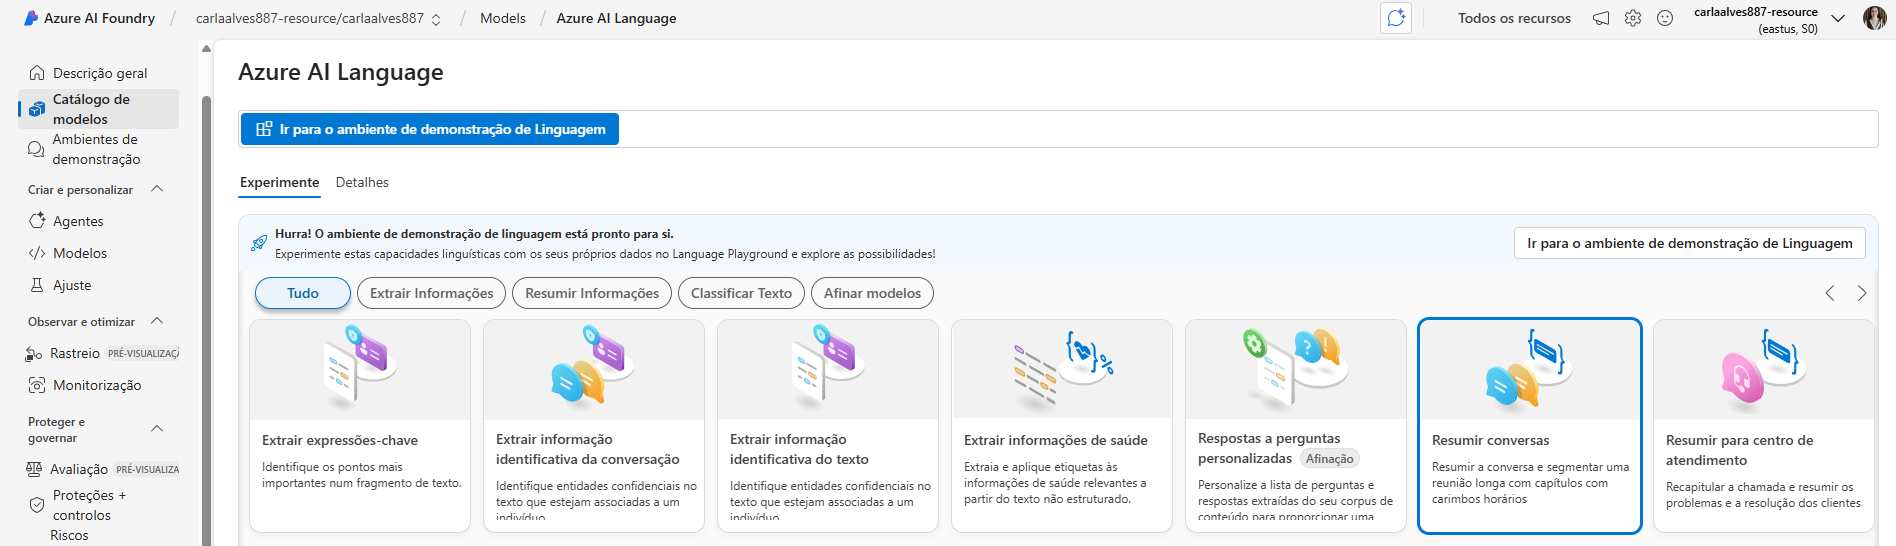 Azure AI Foundry / carlaalves887-resource/carlaalves887 / Models / Azure AI Language
Todos os recursos
carlaalves887-resource
(eastus, S0)
Descrição geral
Catálogo de
modelos
Ambientes de
demonstração
Criar e personalizar
Agentes
Modelos
Ajuste
Observar e otimizar
Rastreio PRÉ-VISUALIZAÇ
Monitorização
Proteger e
governar
Avaliação PRÉ-VISUALIZA
Proteções +
controlos
Riscos
Azure AI Language
Ir para o ambiente de demonstração de Linguagem
Experimente Detalhes
Hurra! O ambiente de demonstração de linguagem está pronto para si.
Experimente estas capacidades linguísticas com os seus próprios dados no Language Playground e explore as possibilidades!
Ir para o ambiente de demonstração de Linguagem
Tudo Extrair Informações Resumir Informações Classificar Texto Afinar modelos
Extrair expressões-chave
Identifique os pontos mais
importantes num fragmento de texto.
Extrair informação
identificativa da conversação
Identifique entidades confidenciais no
texto que estejam associadas a um
indivíduo
Extrair informação
identificativa do texto
Identifique entidades confidenciais no
texto que estejam associadas a um
indivíduo
Extrair informações de saúde
Extraia e aplique etiquetas às
informações de saúde relevantes a
partir do texto não estruturado.
Respostas a perguntas
personalizadas Afinação
Personalize a lista de perguntas e
respostas extraídas do seu corpus de
conteúdo para proporcionar uma
Resumir conversas
Resumir a conversa e segmentar uma
reunião longa com capítulos com
carimbos horários
Resumir para centro de
atendimento
Recapitular a chamada e resumir os
problemas e a resolução dos clientes